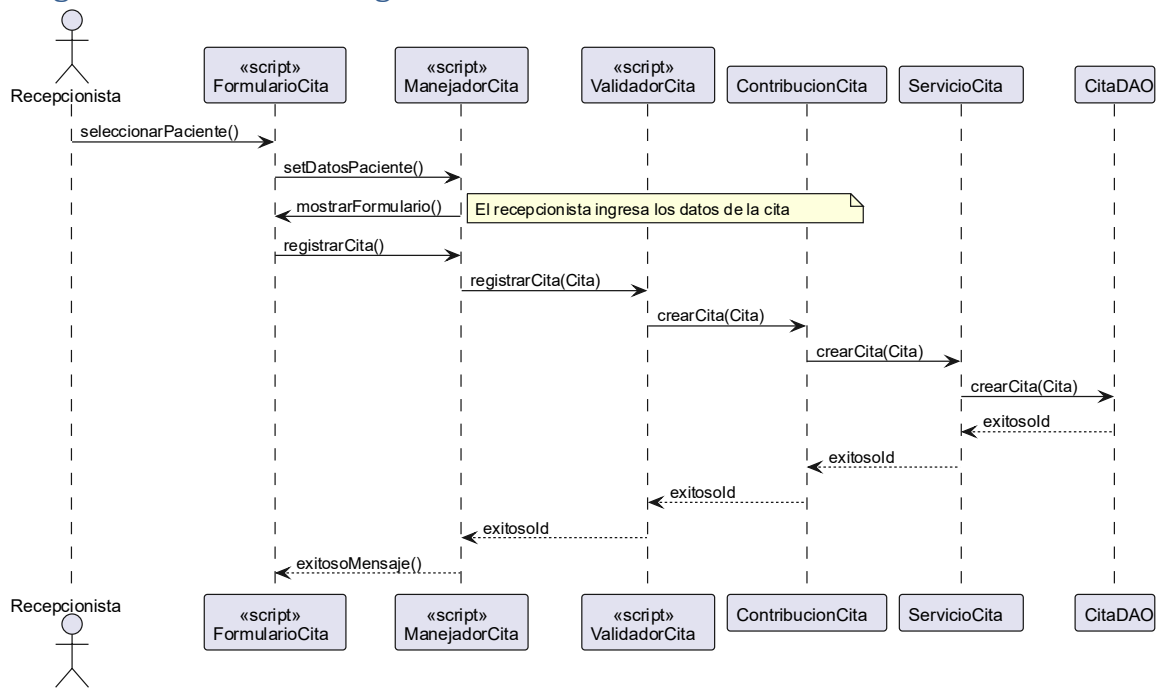 Recepcionista
«script»
FormularioCita
«script»
ManejadorCita
«script»
ValidadorCita
ContribucionCita
ServicioCita
CitaDAO
seleccionarPaciente()
setDatosPaciente()
mostrarFormulario()
El recepcionista ingresa los datos de la cita
registrarCita()
registrarCita(Cita)
crearCita(Cita)
crearCita(Cita)
crearCita(Cita)
exitosoId
exitosoId
exitosoId
exitosoId
exitosoMensaje()
Recepcionista
«script»
FormularioCita
«script»
ManejadorCita
«script»
ValidadorCita
ContribucionCita
ServicioCita
CitaDAO